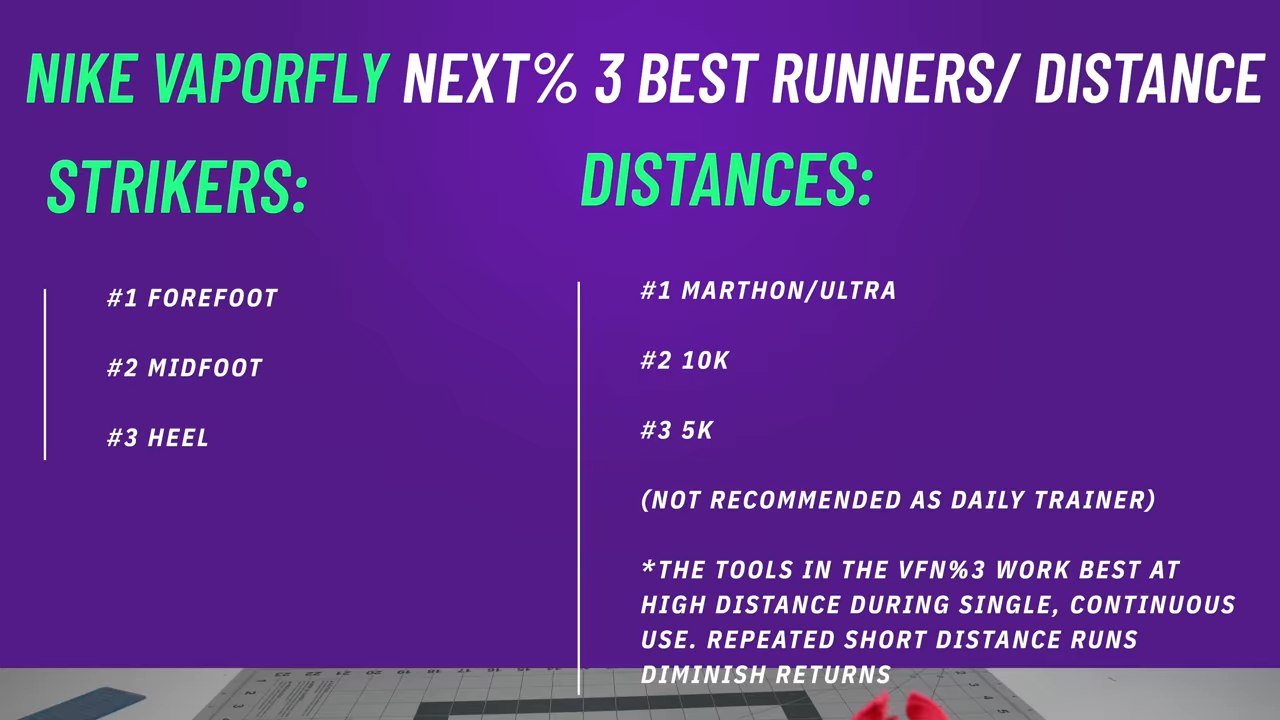 NIKE VAPORFLY NEXT% 3 BEST RUNNERS/ DISTANCE
STRIKERS:
#1 FOREFOOT
#2 MIDFOOT
#3 HEEL
DISTANCES:
#1 MARTHON/ULTRA
#2 10K
#3 5K
(NOT RECOMMENDED AS DAILY TRAINER)
*THE TOOLS IN THE VFN%3 WORK BEST AT
HIGH DISTANCE DURING SINGLE, CONTINUOUS
USE. REPEATED SHORT DISTANCE RUNS
DIMINISH RETURNS